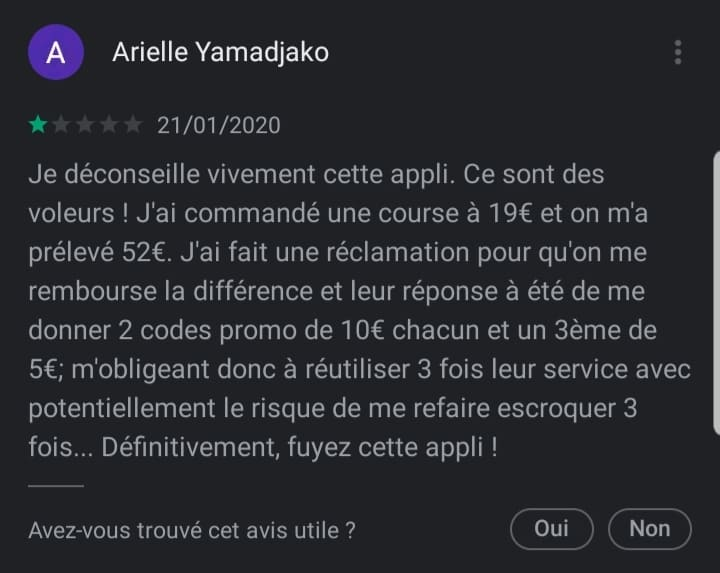 A
Arielle Yamadjako
21/01/2020
Je déconseille vivement cette appli. Ce sont des
voleurs ! J'ai commandé une course à 19€ et on m'a
prélevé 52€. J'ai fait une réclamation pour qu'on me
rembourse la différence et leur réponse à été de me
donner 2 codes promo de 10€ chacun et un 3ème de
5€; m'obligeant donc à réutiliser 3 fois leur service avec
potentiellement le risque de me refaire escroquer 3
fois... Définitivement, fuyez cette appli !
Avez-vous trouvé cet avis utile ?
Oui
Non